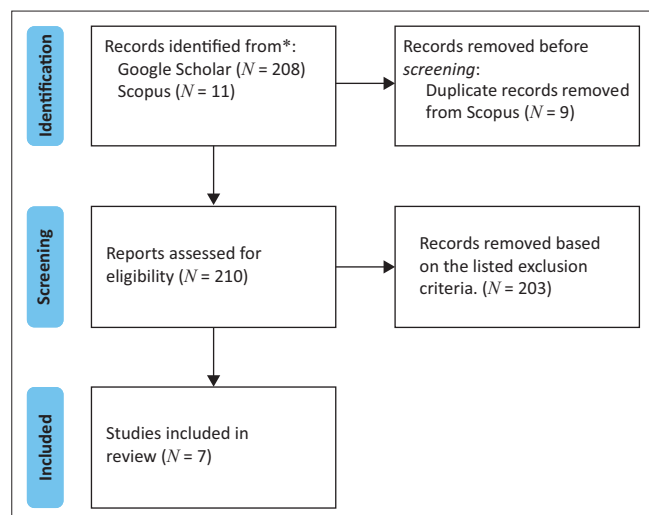 Identification
Records identified from*:
Google Scholar (N = 208)
Scopus (N = 11)
Records removed before
screening:
Duplicate records removed
from Scopus (N = 9)
Screening
Reports assessed for
eligibility (N = 210)
Records removed based
on the listed exclusion
criteria. (N = 203)
Included
Studies included in
review (N = 7)